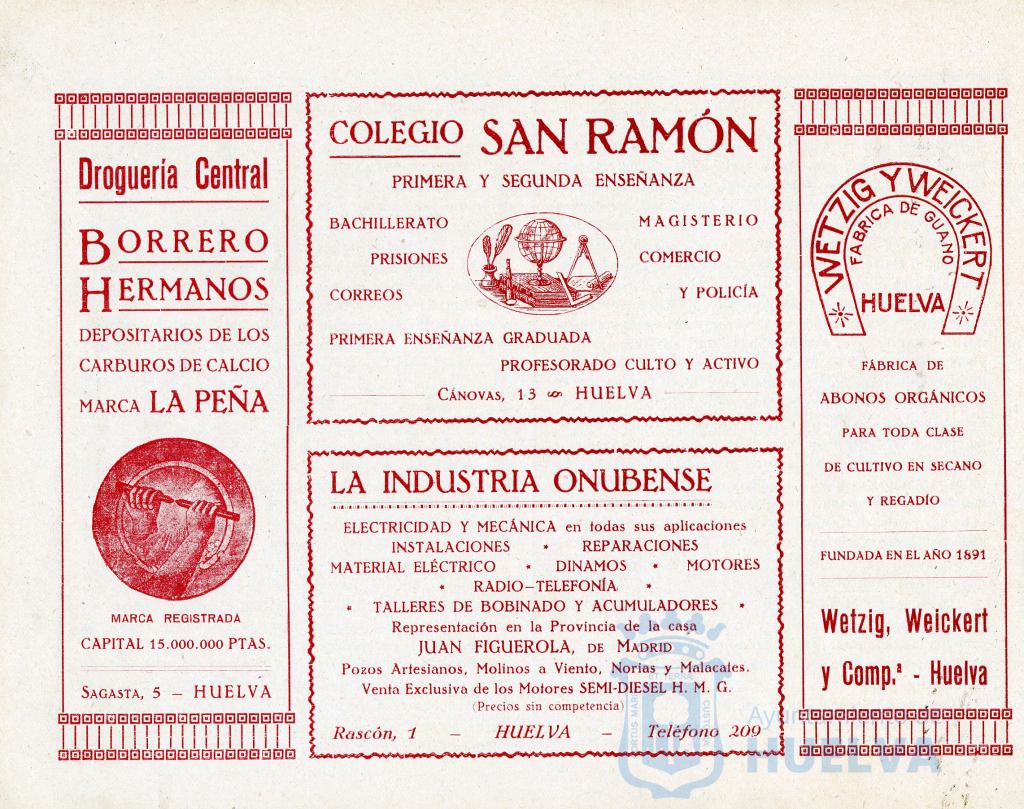 Droguería Central
BORRERO
HERMANOS
DEPOSITARIOS DE LOS
CARBUROS DE CALCIO
MARCA LA PEÑA
MARCA REGISTRADA
CAPITAL 15.000.000 PTAS.
SAGASTA, 5 – HUELVA
COLEGIO SAN RAMÓN
PRIMERA Y SEGUNDA ENSEÑANZA
BACHILLERATO
PRISIONES
CORREOS
MAGISTERIO
COMERCIO
Y POLICÍA
PRIMERA ENSEÑANZA GRADUADA
PROFESORADO CULTO Y ACTIVO
CÁNOVAS, 13 HUELVA
LA INDUSTRIA ONUBENSE
ELECTRICIDAD Y MECÁNICA en todas sus aplicaciones
INSTALACIONES * REPARACIONES
MATERIAL ELÉCTRICO * DINAMOS * MOTORES
* RADIO-TELEFONÍA *
* TALLERES DE BOBINADO Y ACUMULADORES *
Representación en la Provincia de la casa
JUAN FIGUEROLA, DE MADRID
Pozos Artesianos, Molinos a Viento, Norias y Malacates.
Venta Exclusiva de los Motores SEMI-DIESEL H. M. G.
(Precios sin competencia)
Rascón, 1 – HUELVA – Teléfono 209
WETZIG Y WEICKERT
FABRICA DE GUANO
HUELVA
FÁBRICA DE
ABONOS ORGÁNICOS
PARA TODA CLASE
DE CULTIVO EN SECANO
Y REGADÍO
FUNDADA EN EL AÑO 1891
Wetzig, Weickert
y Comp.ª - Huelva
HUELVA